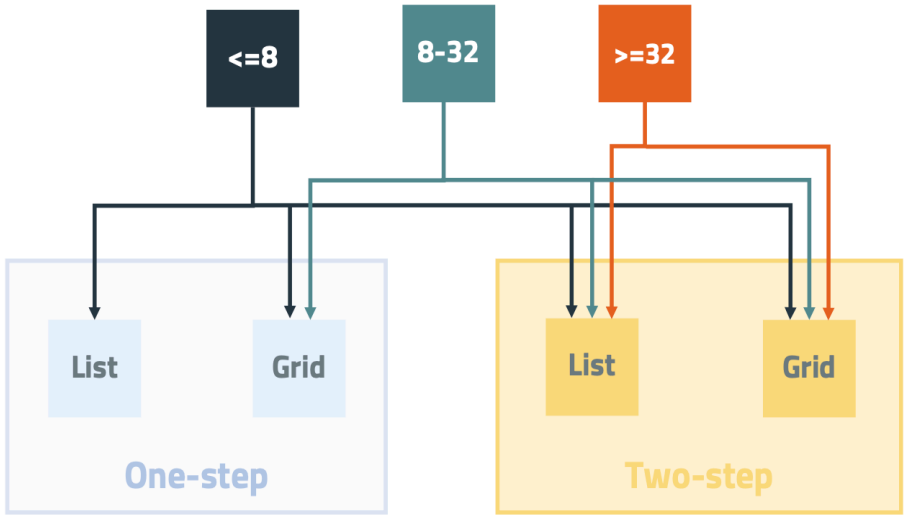 <=8
8-32
>=32
List
Grid
List
Grid
One-step
Two-step